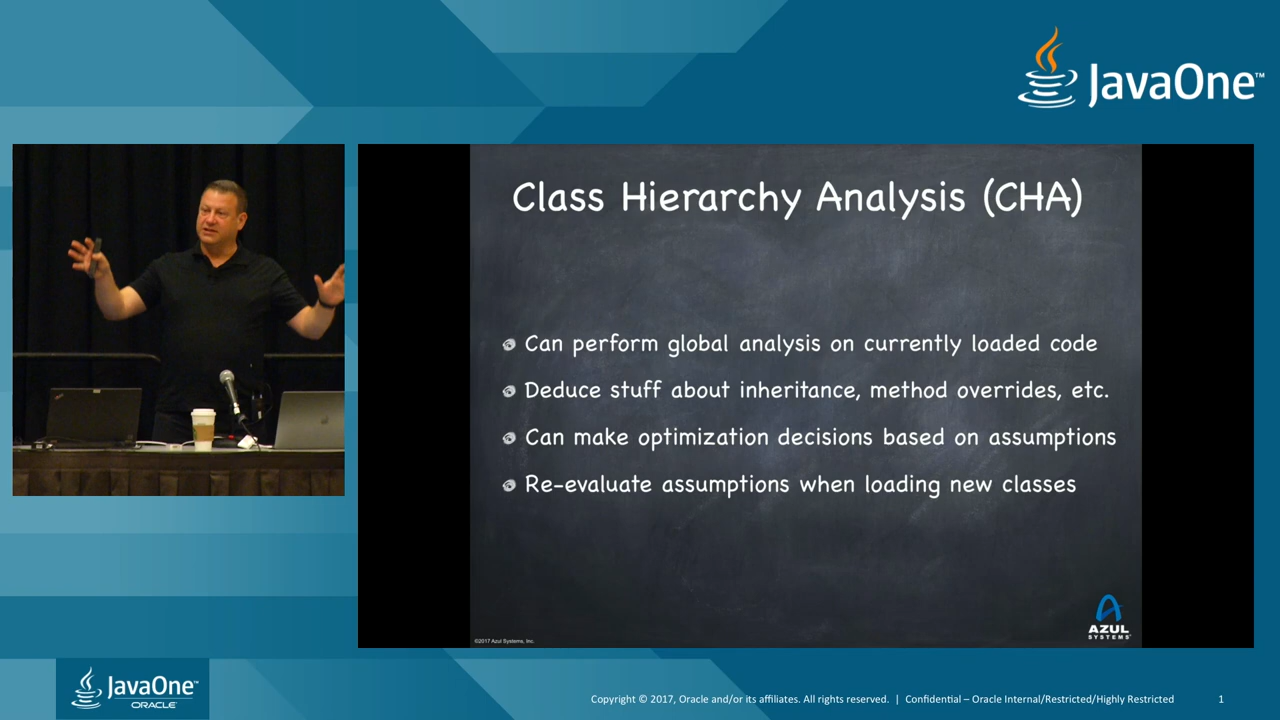 JavaOne™
Class Hierarchy Analysis (CHA)
Can perform global analysis on currently loaded code
Deduce stuff about inheritance, method overrides, etc.
Can make optimization decisions based on assumptions
Re-evaluate assumptions when loading new classes
AZUL
SYSTEMS
©2017 Azul Systems, Inc.
JavaOne™
ORACLE
Copyright © 2017, Oracle and/or its affiliates. All rights reserved. | Confidential – Oracle Internal/Restricted/Highly Restricted 1